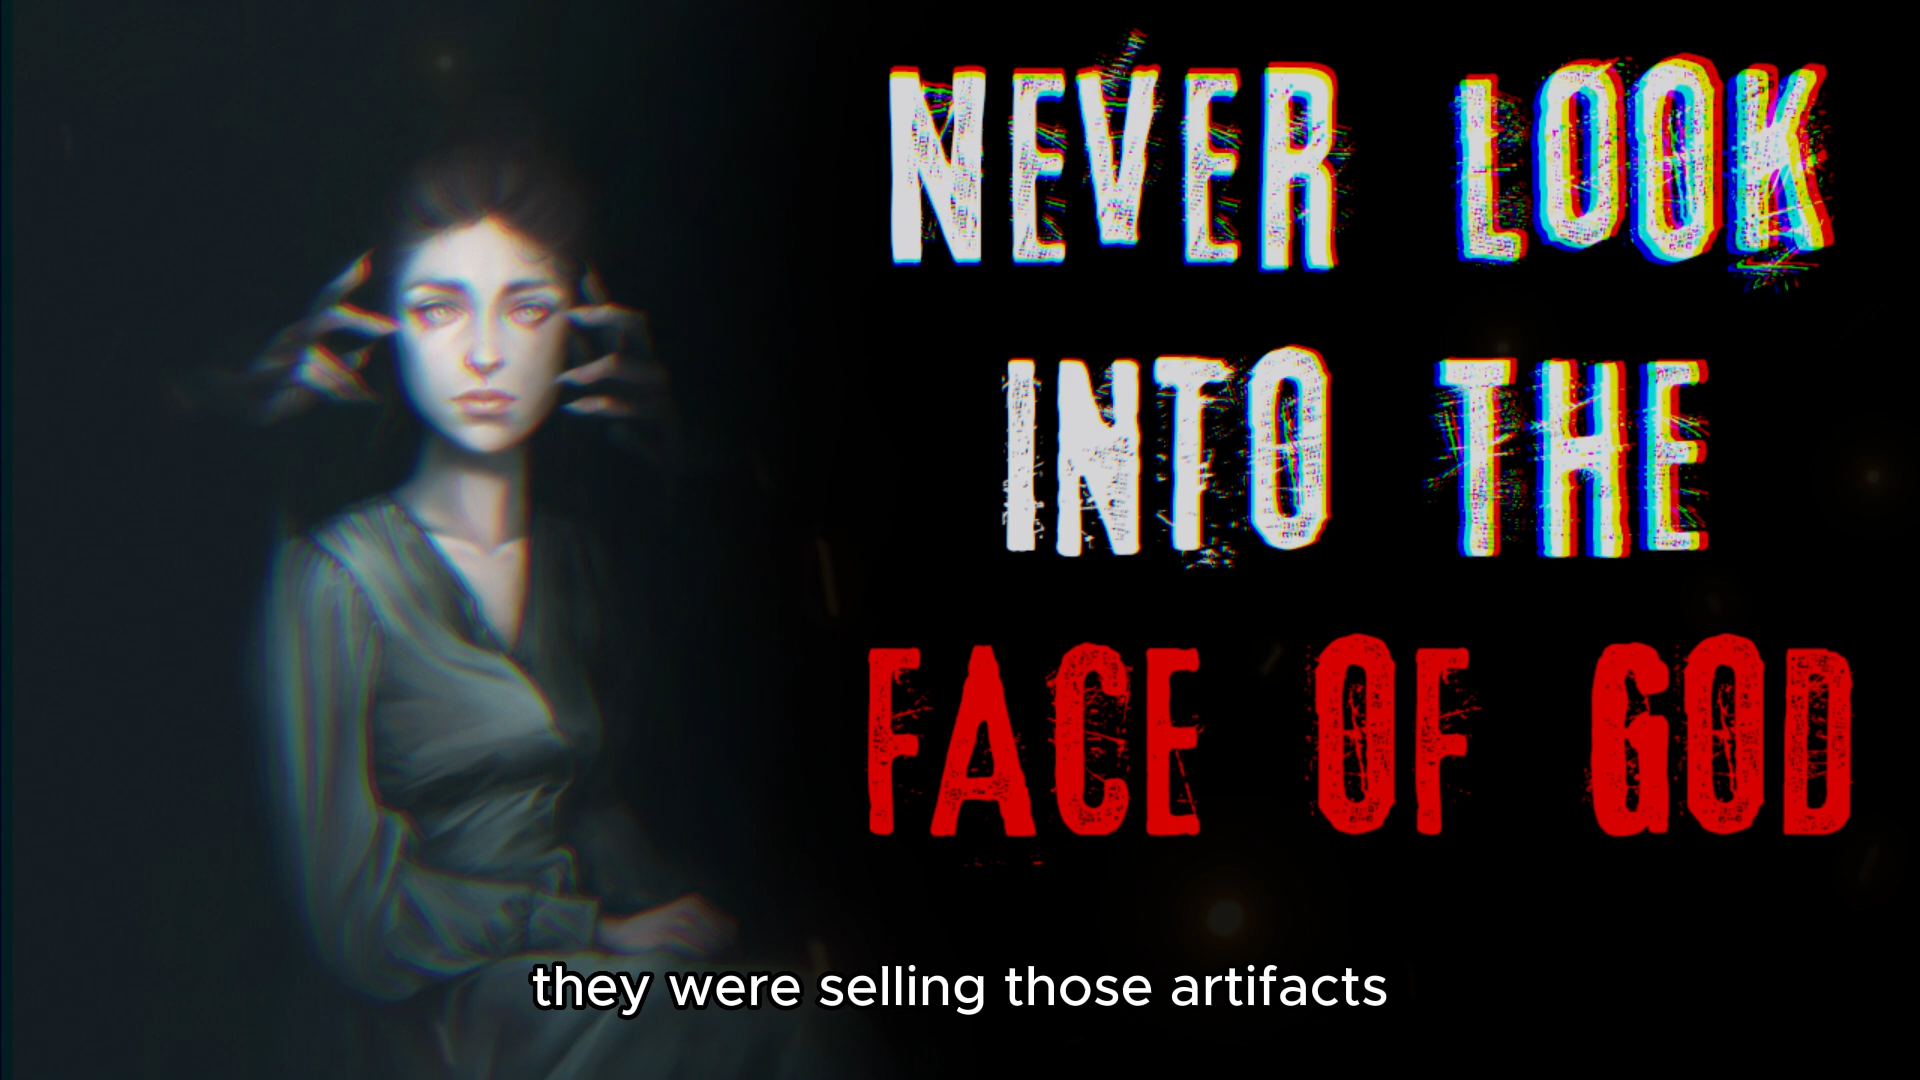 NEVER LOOK
INTO THE
FACE OF GOD
they were selling those artifacts